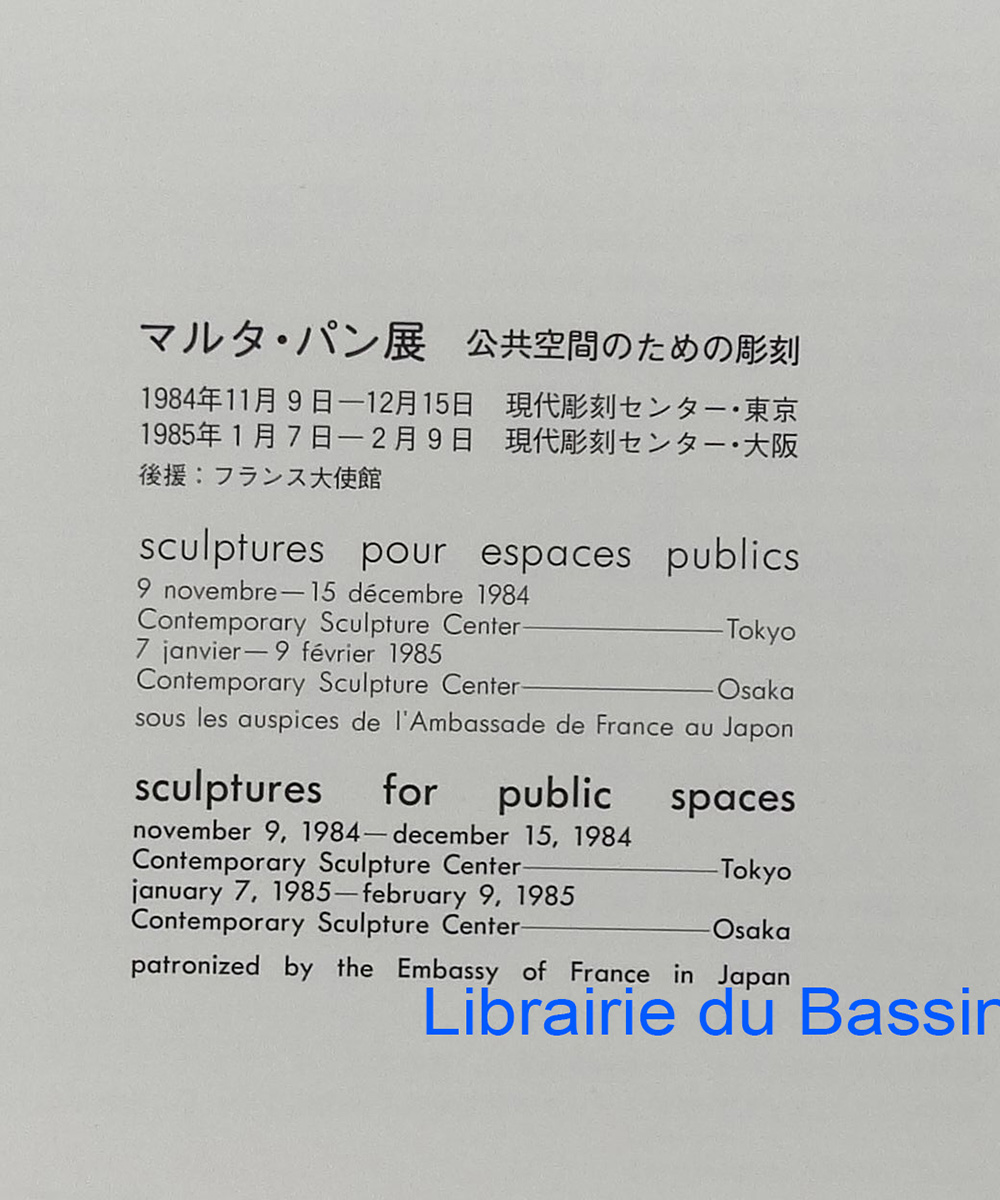 マルタ・パン展　公共空間のための彫刻
1984年11月9日―12月15日　現代彫刻センター・東京
1985年1月7日―2月9日　現代彫刻センター・大阪
後援：フランス大使館
sculptures pour espaces publics
9 novembre—15 décembre 1984
Contemporary Sculpture Center———Tokyo
7 janvier—9 février 1985
Contemporary Sculpture Center———Osaka
sous les auspices de l'Ambassade de France au Japon
sculptures for public spaces
november 9, 1984—december 15, 1984
Contemporary Sculpture Center———Tokyo
january 7, 1985—february 9, 1985
Contemporary Sculpture Center———Osaka
patronized by the Embassy of France in Japan
Librairie du Bassin